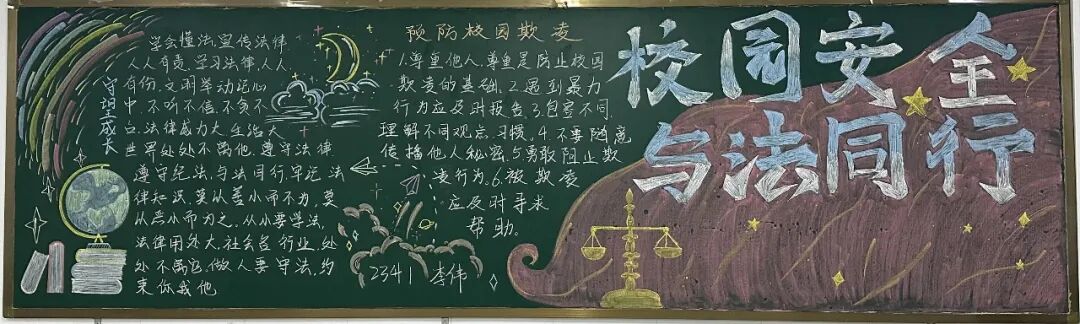 守望成长
学会懂法,宣传法律
人人有责,学习法律,人人
有份,文明举动记心
中,不听不信,不贪不
占,法律威力大,生活大
世界处处不离他,遵守法律
遵守纪法,与法同行,牢记 法
律知识,莫从善小而不为,莫
从恶小而为之,从小要学法,
法律用处大,社会各行业,处
处不离它,做人要守法,约
束你我他
预防校园欺凌
1.尊重他人,尊重是防止校园
欺凌的基础,2.遇到暴力
行为应及时报告,3.包容不同,
理解不同观点,习惯,4.不要随意
传播他人秘密,5.勇敢阻止欺
凌行为,6.被欺凌
应及时寻求
帮助。
2341 李伟
校园安全
与法同行